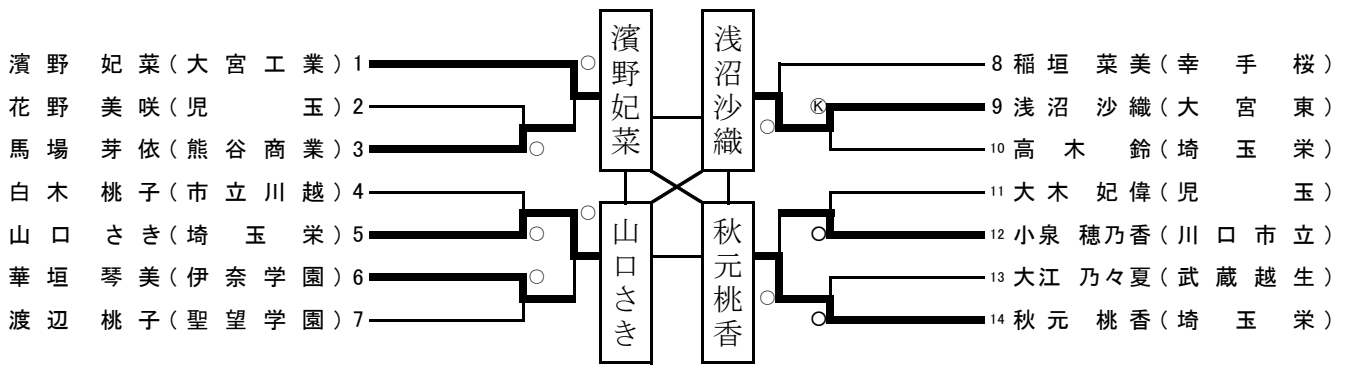 濱野 妃菜(大宮工業) 1
花野 美咲(児玉) 2
馬場 芽依(熊谷商業) 3
白木 桃子(市立川越) 4
山口 さき(埼玉栄) 5
華垣 琴美(伊奈学園) 6
渡辺 桃子(聖望学園) 7
○
○
○
○
○
濱野妃菜
山口さき
浅沼沙織
秋元桃香
Ⓚ
○
○
○
○
8 稲垣 菜美(幸手桜)
9 浅沼 沙織(大宮東)
10 高木 鈴(埼玉栄)
11 大木 妃偉(児玉)
12 小泉 穂乃香(川口市立)
13 大江 乃々夏(武蔵越生)
14 秋元 桃香(埼玉栄)